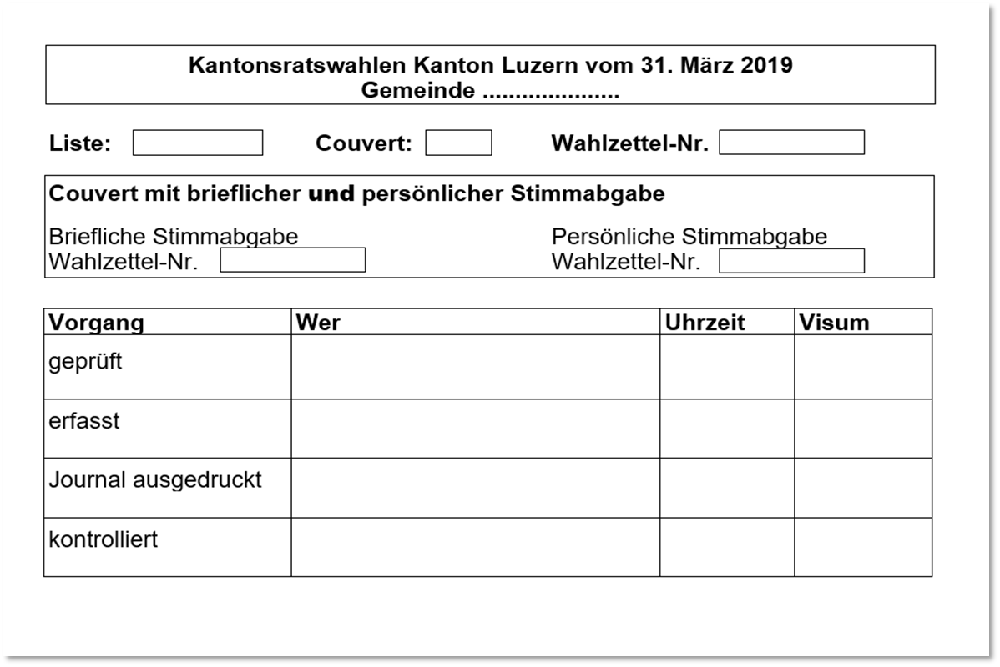 Kantonsratswahlen Kanton Luzern vom 31. März 2019
Gemeinde .....................
Liste: Couvert: Wahlzettel-Nr.
Couvert mit brieflicher und persönlicher Stimmabgabe
Briefliche Stimmabgabe Persönliche Stimmabgabe
Wahlzettel-Nr. Wahlzettel-Nr.
Vorgang Wer Uhrzeit Visum
geprüft
erfasst
Journal ausgedruckt
kontrolliert